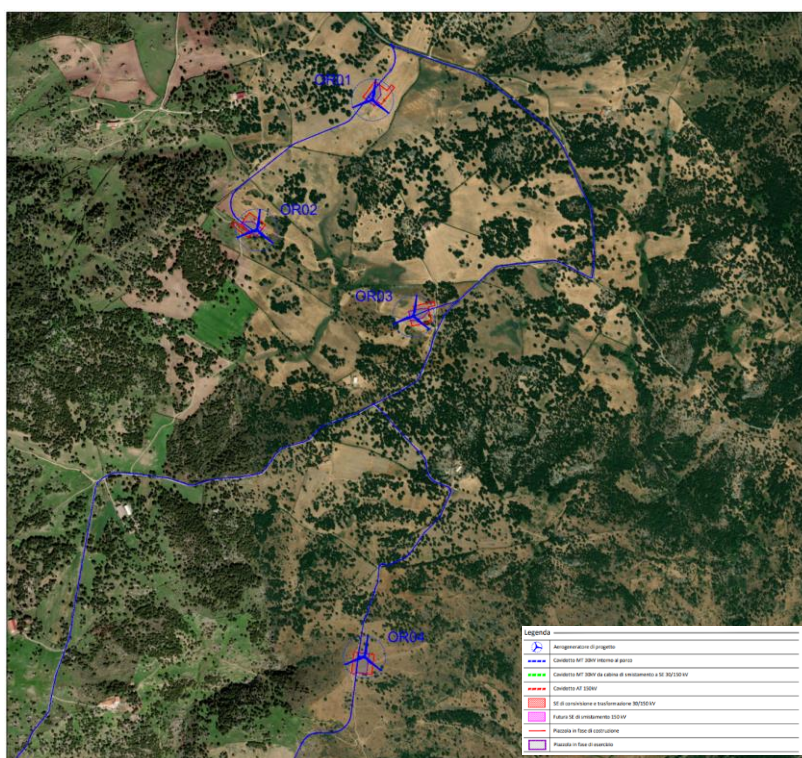 OR01
OR02
OR03
OR04
Legenda
Aerogeneratore di progetto
Cavidotto MT 30kV interno al parco
Cavidotto MT 30kV da cabina di smistamento a SE 30/150 kV
Cavidotto AT 150kV
SE di condivisione e trasformazione 30/150 kV
Futura SE di smistamento 150 kV
Piazzola in fase di costruzione
Piazzola in fase di esercizio